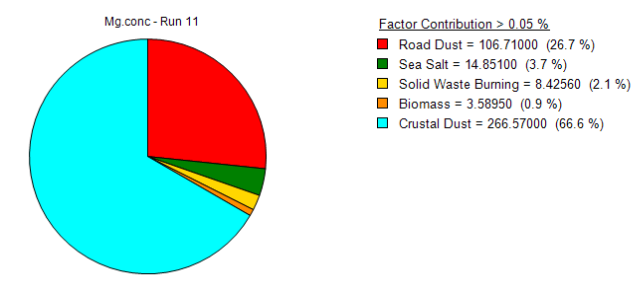 Mg.conc - Run 11
Factor Contribution > 0.05 %
Road Dust = 106.71000 (26.7 %)
Sea Salt = 14.85100 (3.7 %)
Solid Waste Burning = 8.42560 (2.1 %)
Biomass = 3.58950 (0.9 %)
Crustal Dust = 266.57000 (66.6 %)